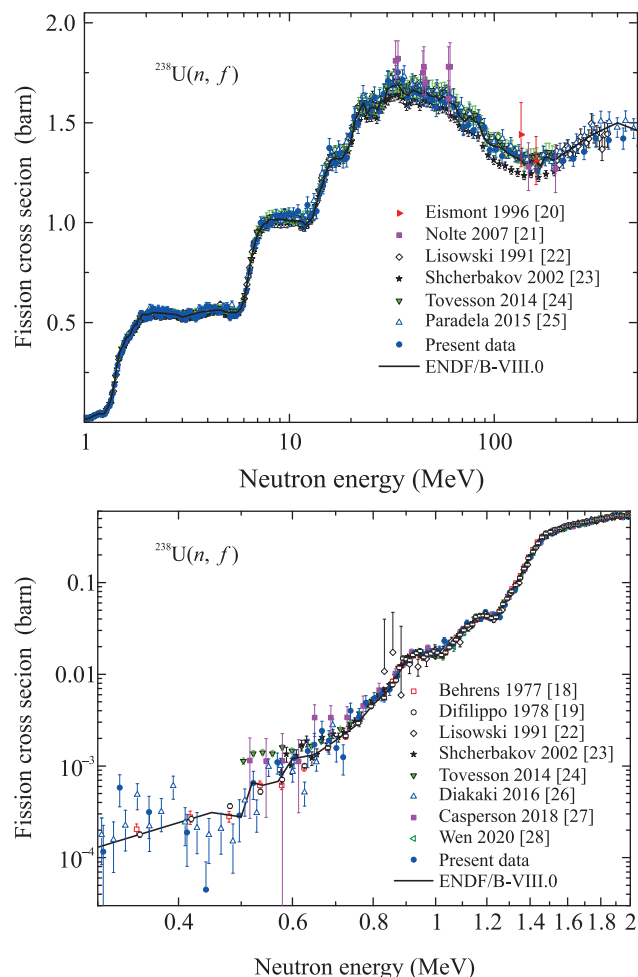 2.0
1.5
1.0
0.5
Fission cross secion (barn)
²³⁸U(n, f)
Eismont 1996 [20]
Nolte 2007 [21]
Lisowski 1991 [22]
Shcherbakov 2002 [23]
Tovesson 2014 [24]
Paradela 2015 [25]
Present data
ENDF/B-VIII.0
1 10 100
Neutron energy (MeV)
0.1
0.01
10⁻³
10⁻⁴
Fission cross secion (barn)
²³⁸U(n, f)
Behrens 1977 [18]
Difilippo 1978 [19]
Lisowski 1991 [22]
Shcherbakov 2002 [23]
Tovesson 2014 [24]
Diakaki 2016 [26]
Casperson 2018 [27]
Wen 2020 [28]
Present data
ENDF/B-VIII.0
0.4 0.6 0.8 1 1.2 1.4 1.6 1.8 2
Neutron energy (MeV)